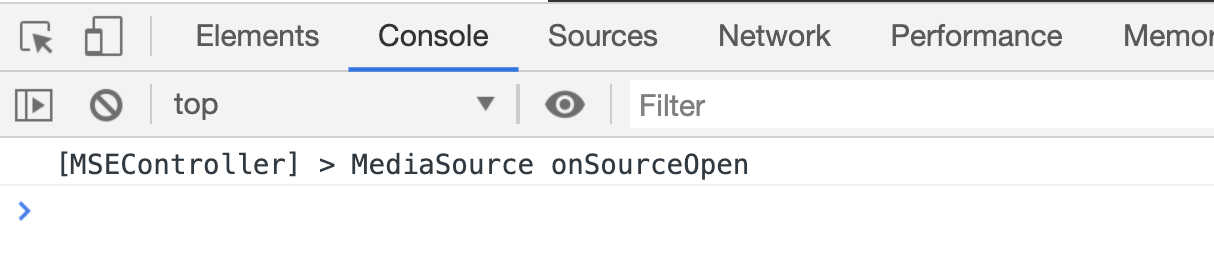 Elements Console Sources Network Performance Memor
top Filter
[MSEController] > MediaSource onSourceOpen